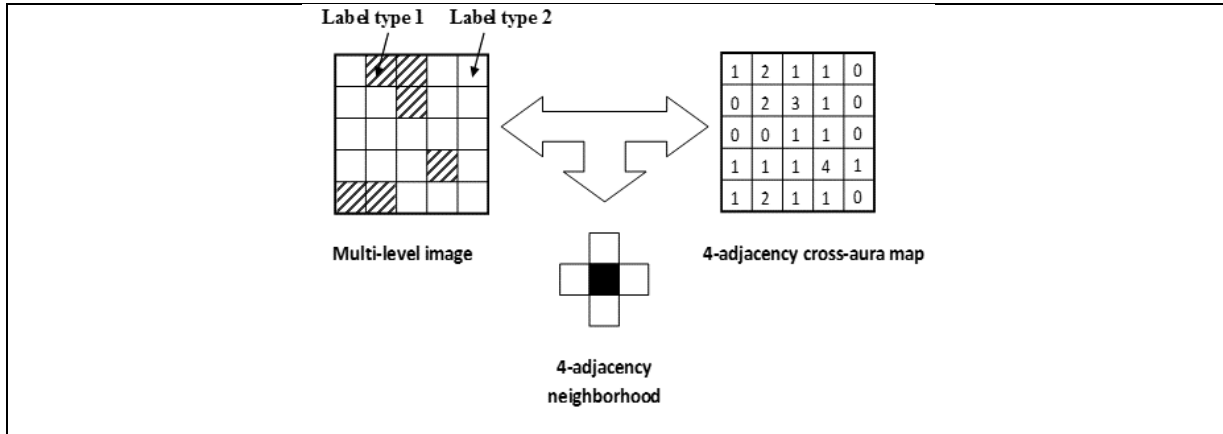 Label type 1 Label type 2
1 2 1 1 0
0 2 3 1 0
0 0 1 1 0
1 1 1 4 1
1 2 1 1 0
Multi-level image
4-adjacency cross-aura map
4-adjacency
neighborhood